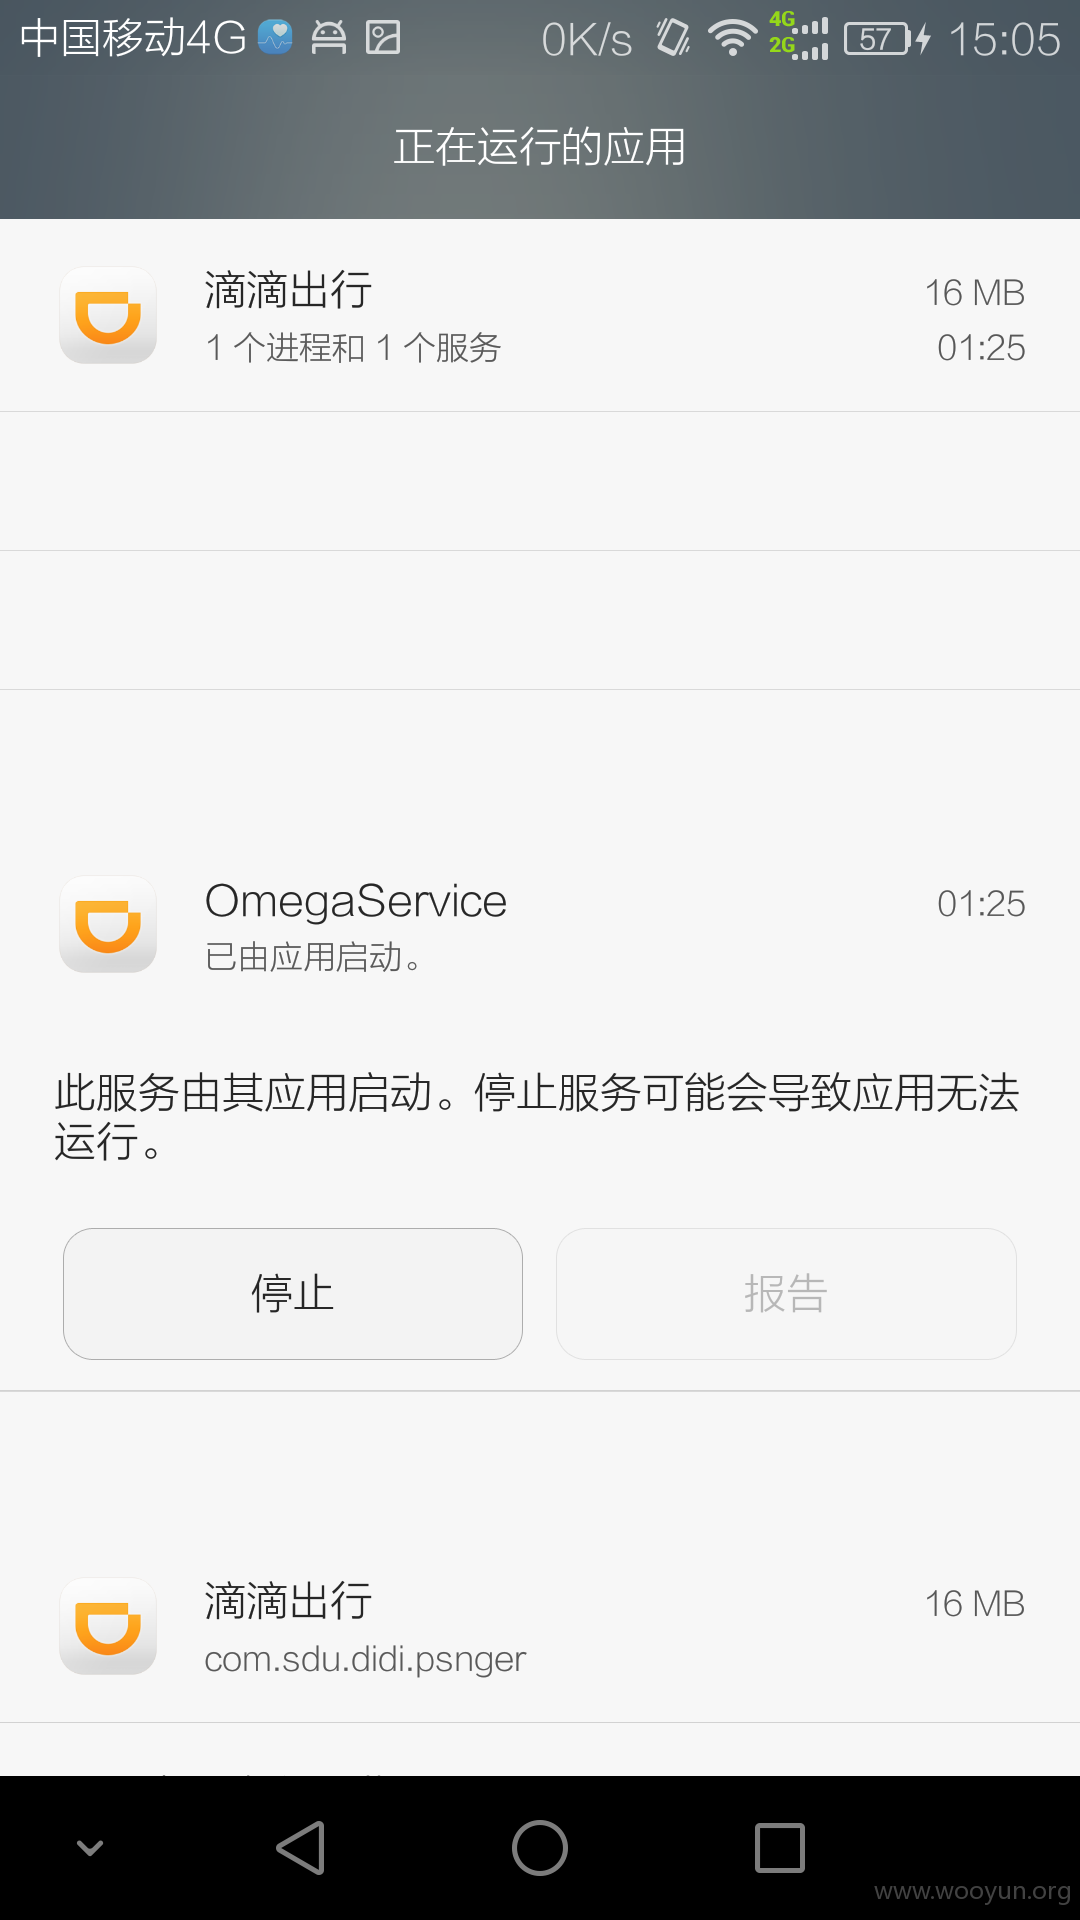 中国移动4G 0K/s 4G 2G 57 15:05
正在运行的应用
滴滴出行 16 MB
1 个进程和 1 个服务 01:25
OmegaService 01:25
已由应用启动。
此服务由其应用启动。停止服务可能会导致应用无法
运行。
停止 报告
滴滴出行 16 MB
com.sdu.didi.psnger
www.wooyun.org